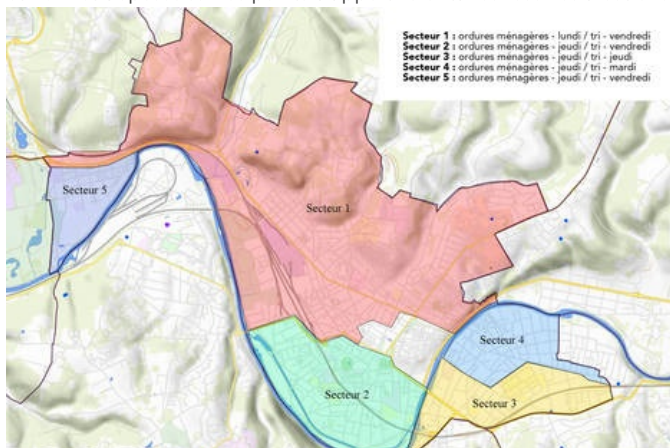 Secteur 1 : ordures ménagères - lundi / tri - vendredi
Secteur 2 : ordures ménagères - jeudi / tri - vendredi
Secteur 3 : ordures ménagères - jeudi / tri - jeudi
Secteur 4 : ordures ménagères - jeudi / tri - mardi
Secteur 5 : ordures ménagères - jeudi / tri - vendredi
Secteur 5
Secteur 1
Secteur 4
Secteur 2
Secteur 3